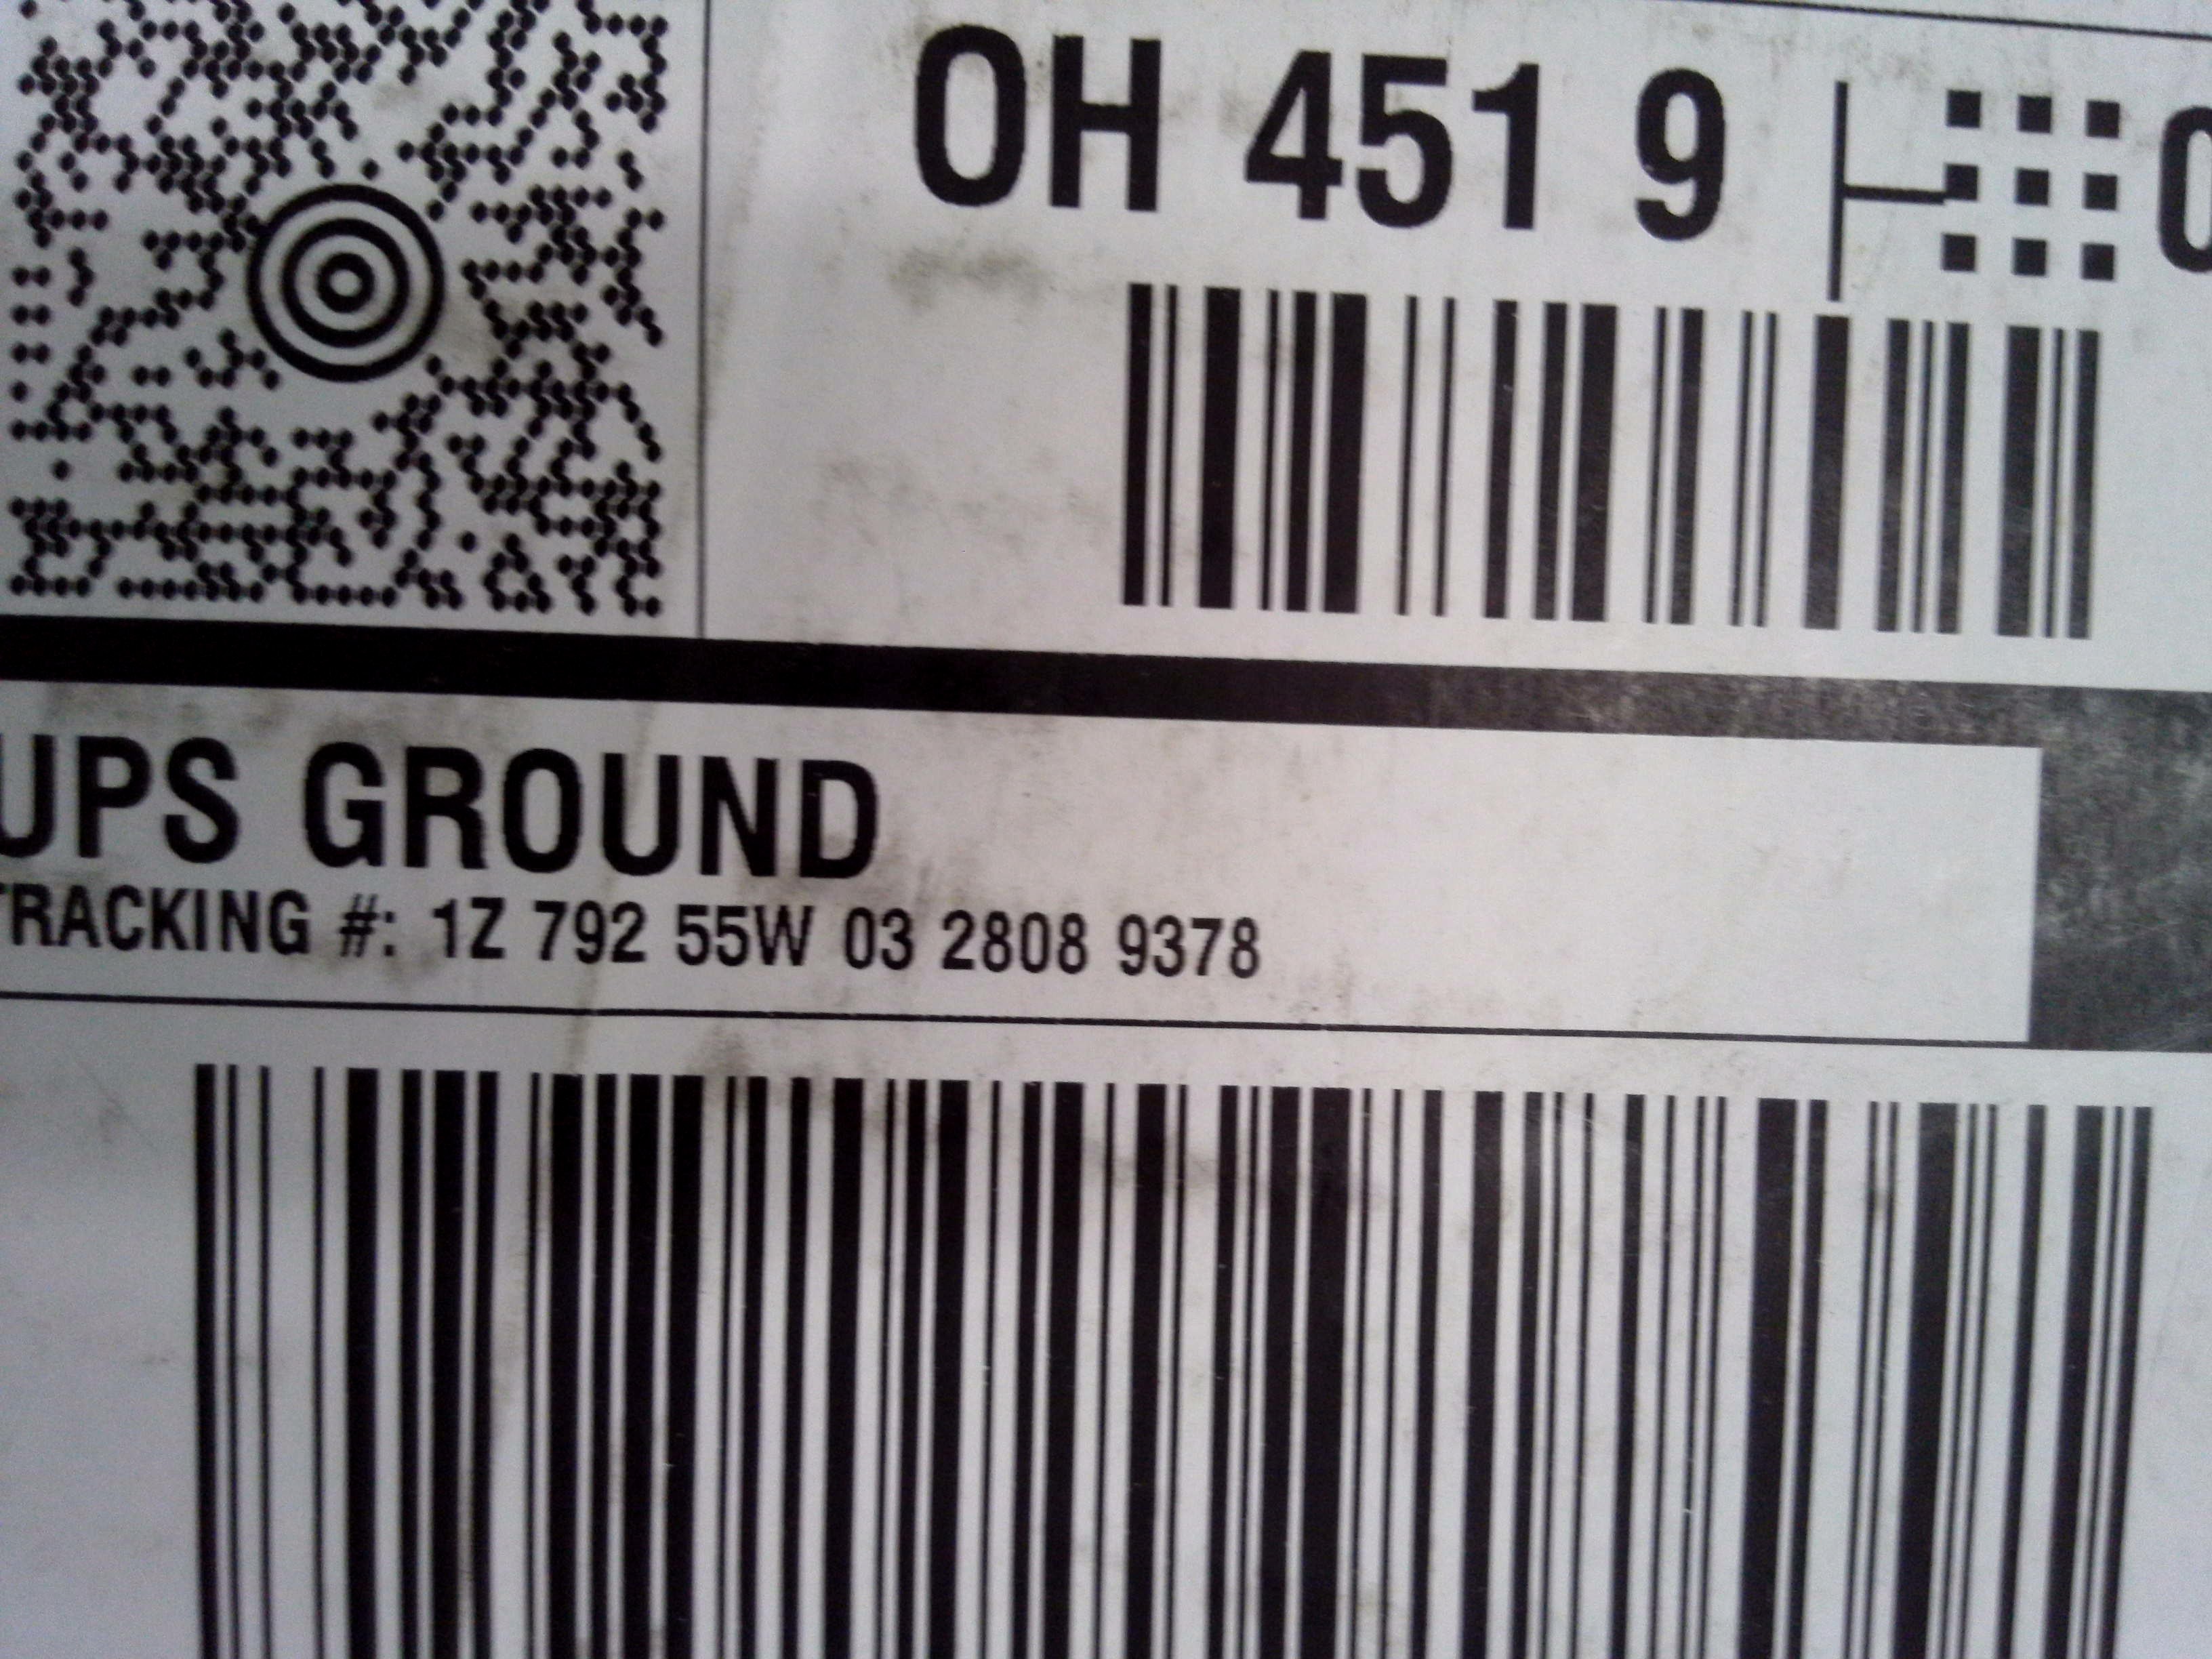 OH 451 9
UPS GROUND
TRACKING #: 1Z 792 55W 03 2808 9378